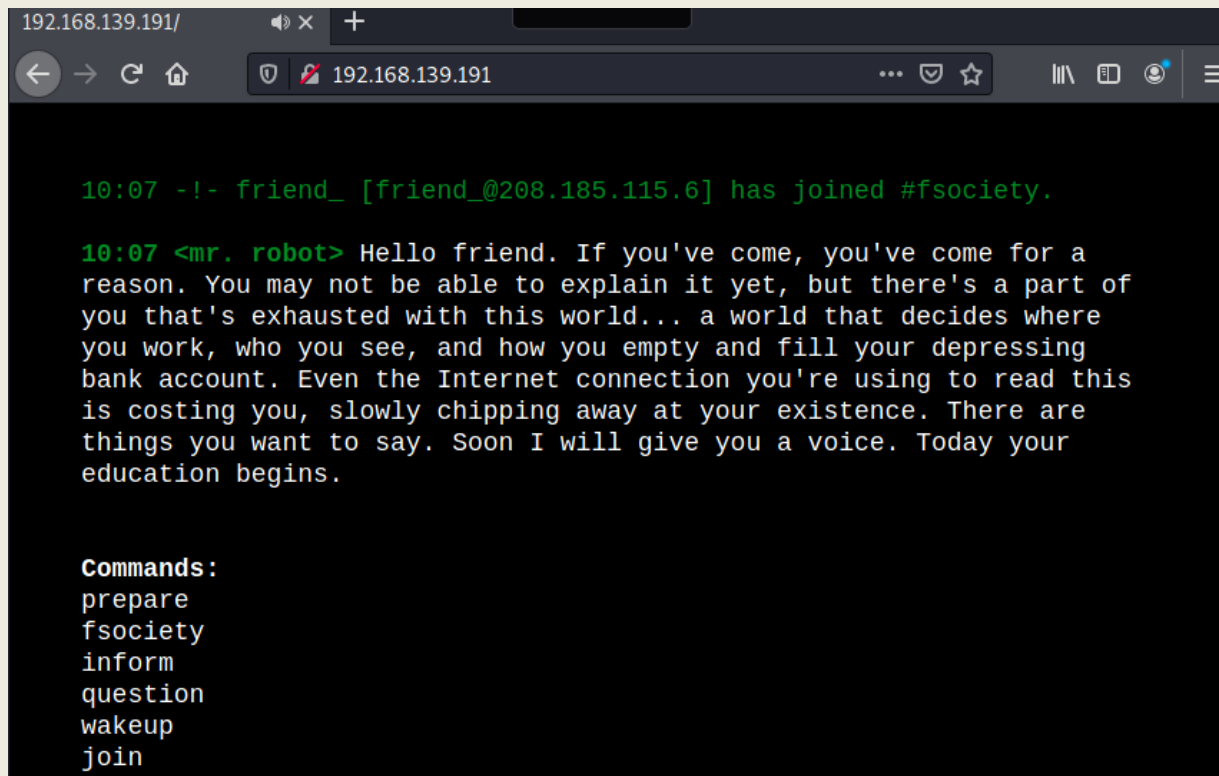 192.168.139.191/
192.168.139.191
10:07 -!- friend_ [friend_@208.185.115.6] has joined #fsociety.
10:07 <mr. robot> Hello friend. If you've come, you've come for a
reason. You may not be able to explain it yet, but there's a part of
you that's exhausted with this world... a world that decides where
you work, who you see, and how you empty and fill your depressing
bank account. Even the Internet connection you're using to read this
is costing you, slowly chipping away at your existence. There are
things you want to say. Soon I will give you a voice. Today your
education begins.
Commands:
prepare
fsociety
inform
question
wakeup
join